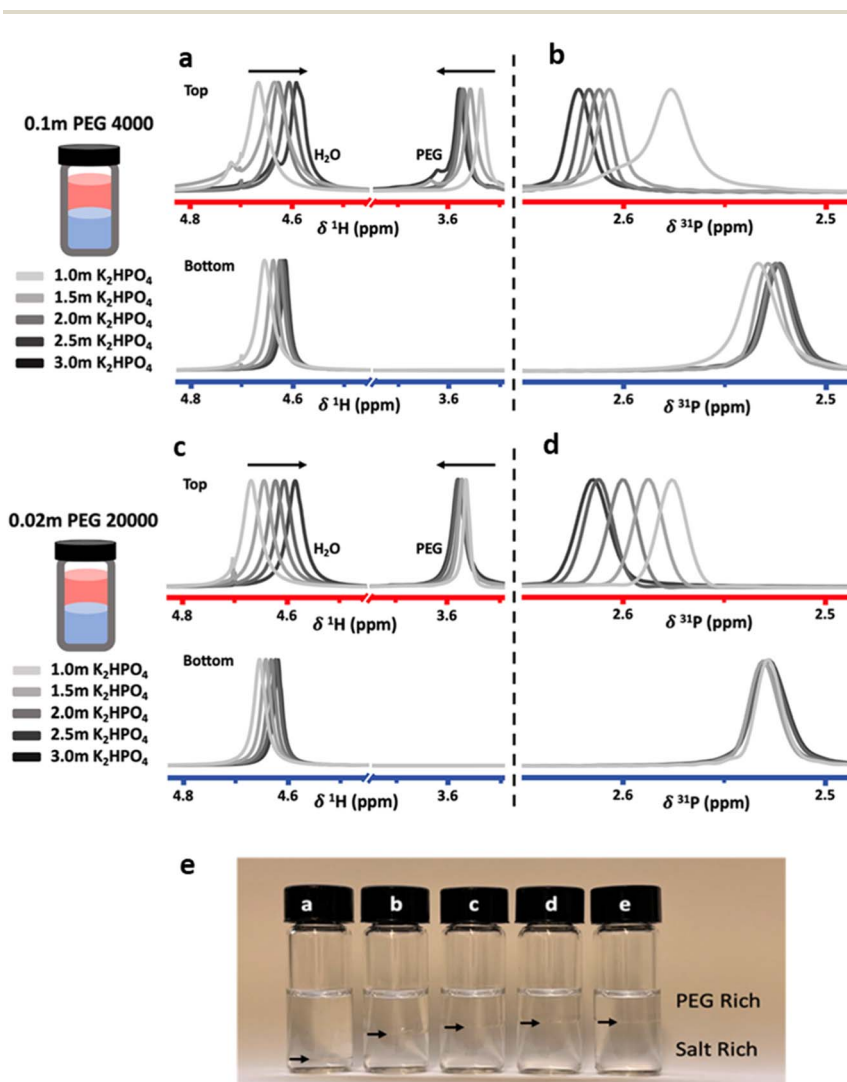 a
b
Top
0.1m PEG 4000
H₂O
PEG
4.8
4.6
3.6
2.6
2.5
δ ¹H (ppm)
δ ³¹P (ppm)
Bottom
1.0m K₂HPO₄
1.5m K₂HPO₄
2.0m K₂HPO₄
2.5m K₂HPO₄
3.0m K₂HPO₄
4.8
4.6
3.6
2.6
2.5
δ ¹H (ppm)
δ ³¹P (ppm)
c
d
Top
0.02m PEG 20000
H₂O
PEG
4.8
4.6
3.6
2.6
2.5
δ ¹H (ppm)
δ ³¹P (ppm)
Bottom
1.0m K₂HPO₄
1.5m K₂HPO₄
2.0m K₂HPO₄
2.5m K₂HPO₄
3.0m K₂HPO₄
4.8
4.6
3.6
2.6
2.5
δ ¹H (ppm)
δ ³¹P (ppm)
e
a b c d e
PEG Rich
Salt Rich